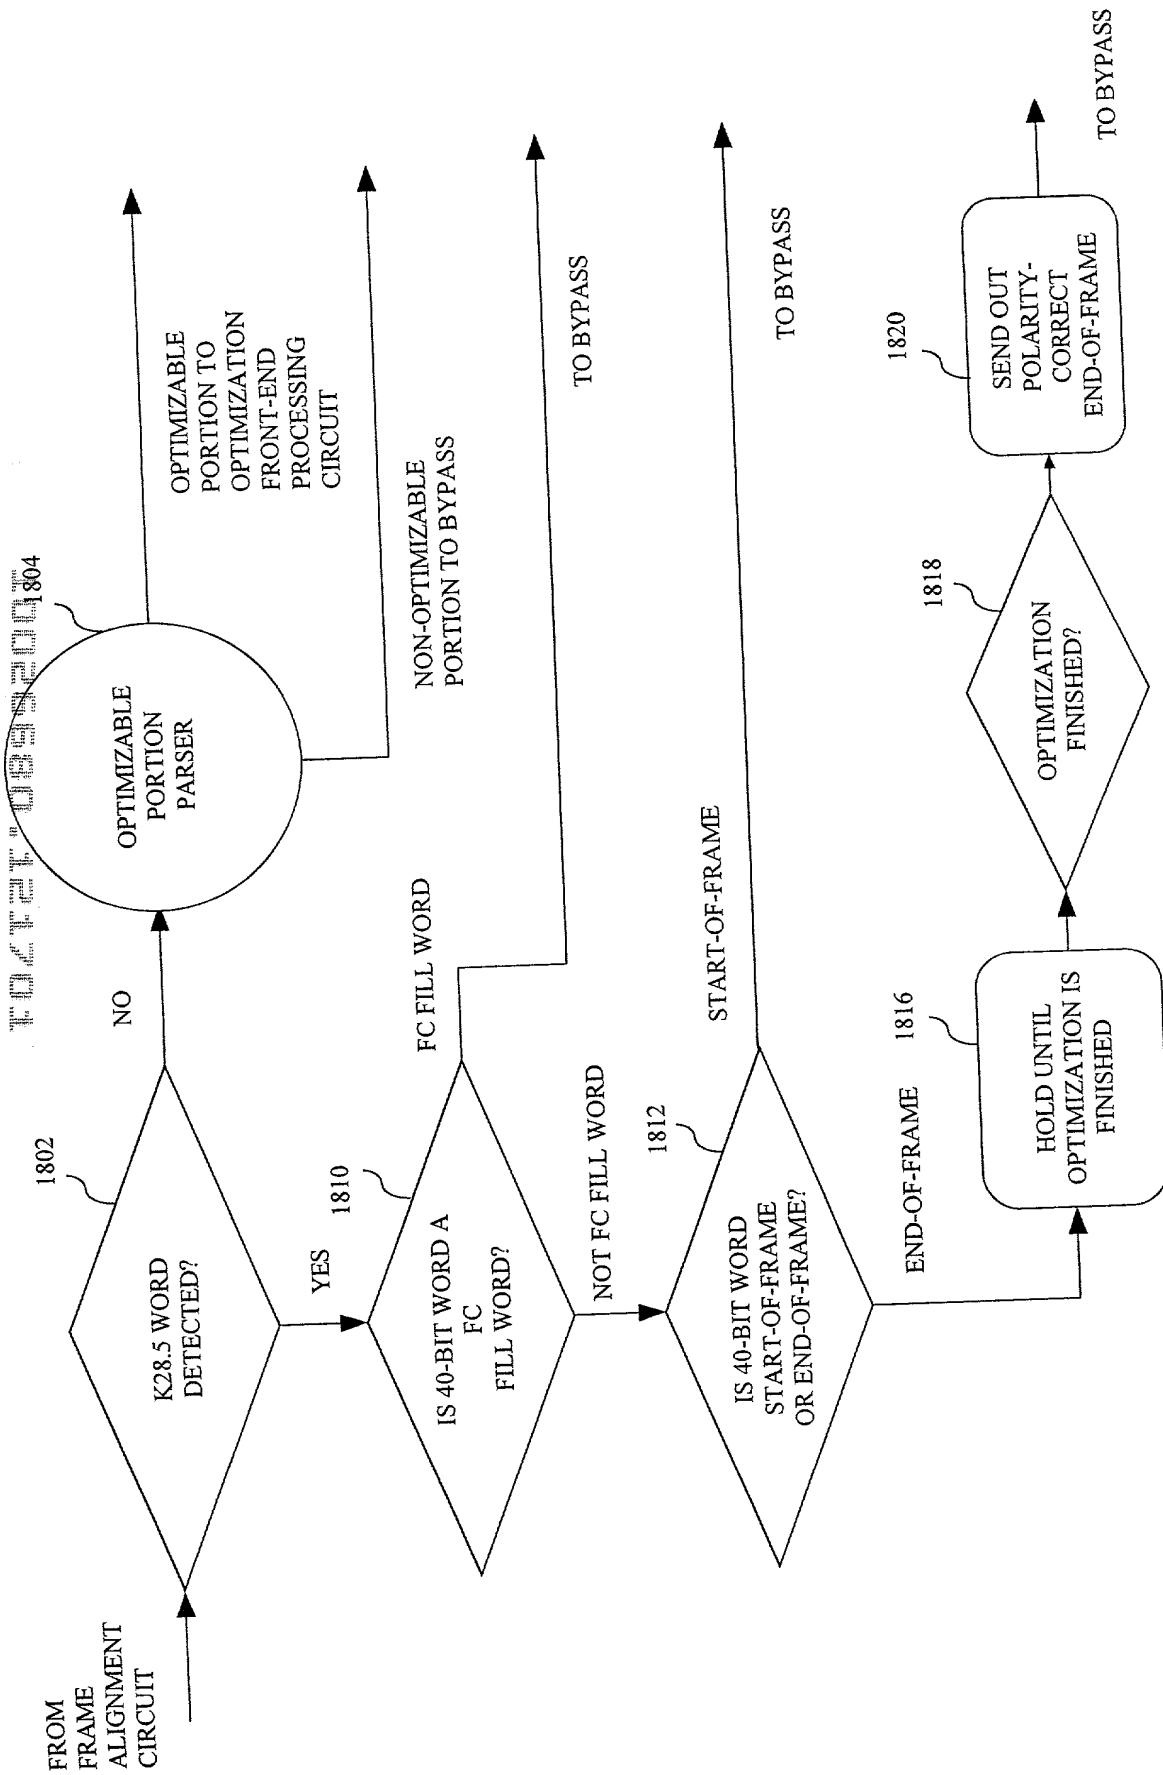 FROM
FRAME
ALIGNMENT
CIRCUIT
K28.5 WORD
DETECTED?
1802
NO
YES
OPTIMIZABLE
PORTION
PARSER
1804
OPTIMIZABLE
PORTION TO
OPTIMIZATION
FRONT-END
PROCESSING
CIRCUIT
NON-OPTIMIZABLE
PORTION TO BYPASS
IS 40-BIT WORD A
FC
FILL WORD?
1810
FC FILL WORD
TO BYPASS
NOT FC FILL WORD
IS 40-BIT WORD
START-OF-FRAME
OR END-OF-FRAME?
1812
START-OF-FRAME
TO BYPASS
END-OF-FRAME
HOLD UNTIL
OPTIMIZATION IS
FINISHED
1816
OPTIMIZATION
FINISHED?
1818
SEND OUT
POLARITY-
CORRECT
END-OF-FRAME
1820
TO BYPASS